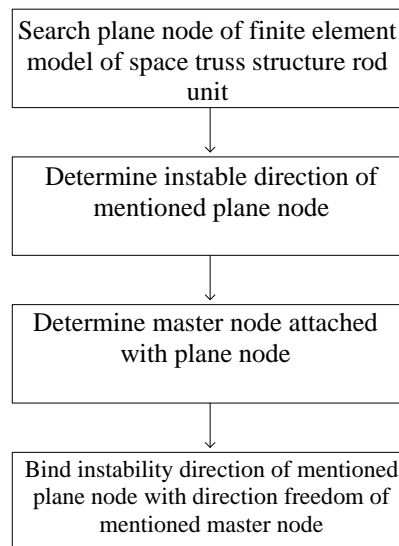 Search plane node of finite element
model of space truss structure rod
unit
Determine instable direction of
mentioned plane node
Determine master node attached
with plane node
Bind instability direction of mentioned
plane node with direction freedom of
mentioned master node